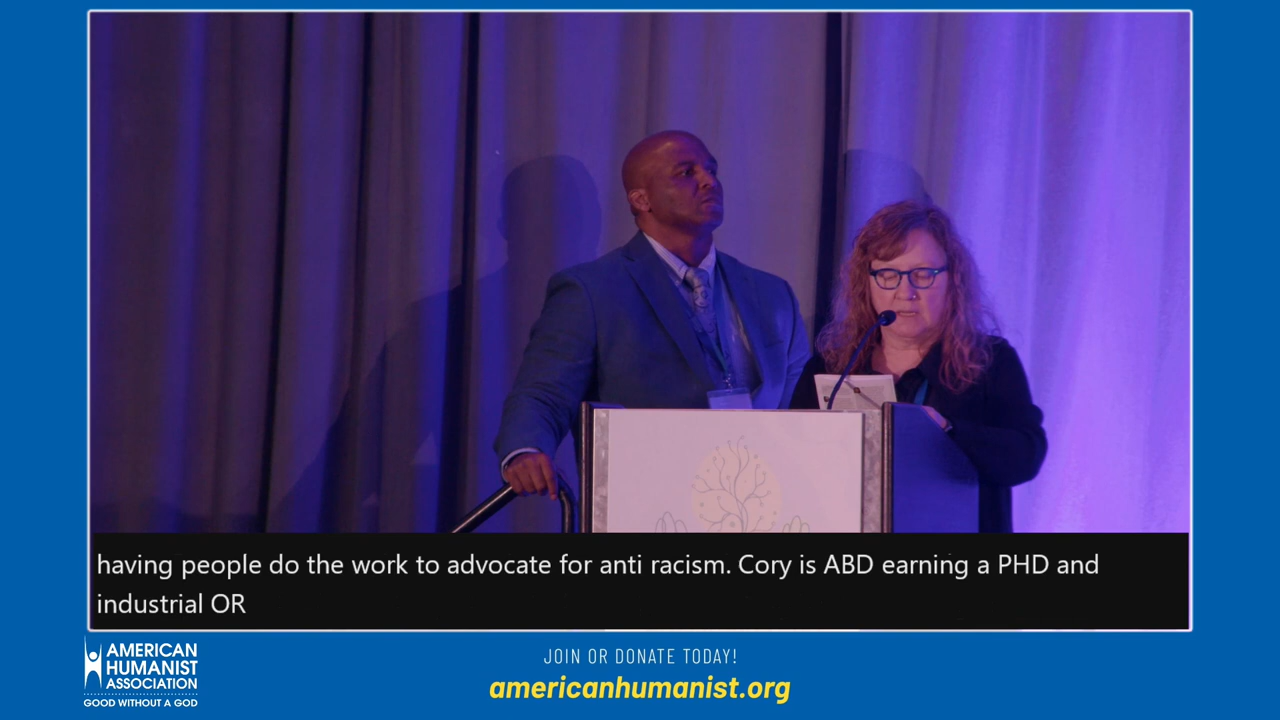 having people do the work to advocate for anti racism. Cory is ABD earning a PHD and
industrial OR
AMERICAN
HUMANIST
ASSOCIATION
GOOD WITHOUT A GOD
JOIN OR DONATE TODAY!
americanhumanist.org